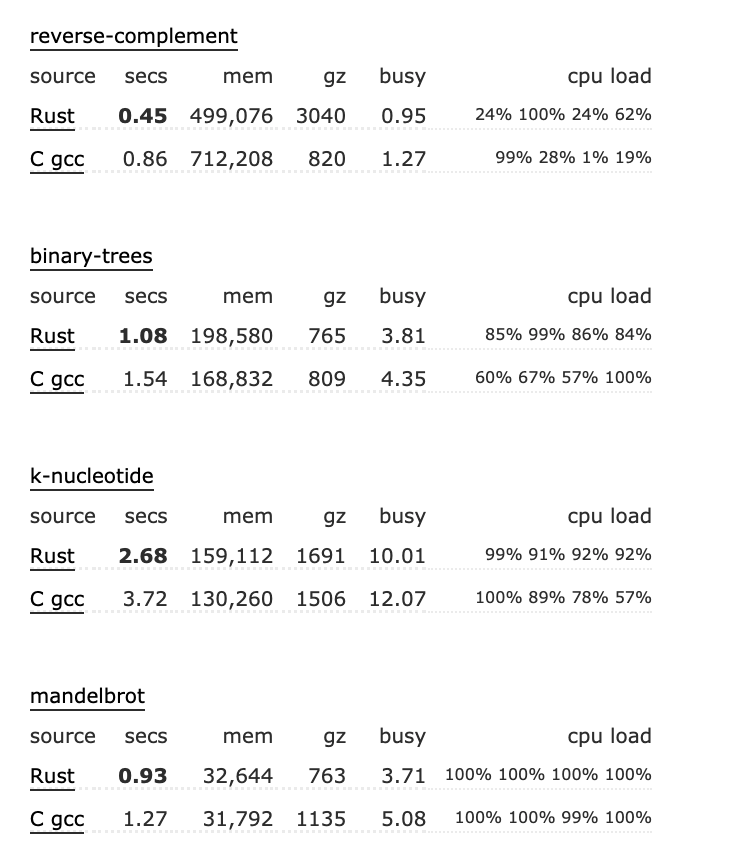 reverse-complement
source secs mem gz busy cpu load
Rust 0.45 499,076 3040 0.95 24% 100% 24% 62%
C gcc 0.86 712,208 820 1.27 99% 28% 1% 19%
binary-trees
source secs mem gz busy cpu load
Rust 1.08 198,580 765 3.81 85% 99% 86% 84%
C gcc 1.54 168,832 809 4.35 60% 67% 57% 100%
k-nucleotide
source secs mem gz busy cpu load
Rust 2.68 159,112 1691 10.01 99% 91% 92% 92%
C gcc 3.72 130,260 1506 12.07 100% 89% 78% 57%
mandelbrot
source secs mem gz busy cpu load
Rust 0.93 32,644 763 3.71 100% 100% 100% 100%
C gcc 1.27 31,792 1135 5.08 100% 100% 99% 100%